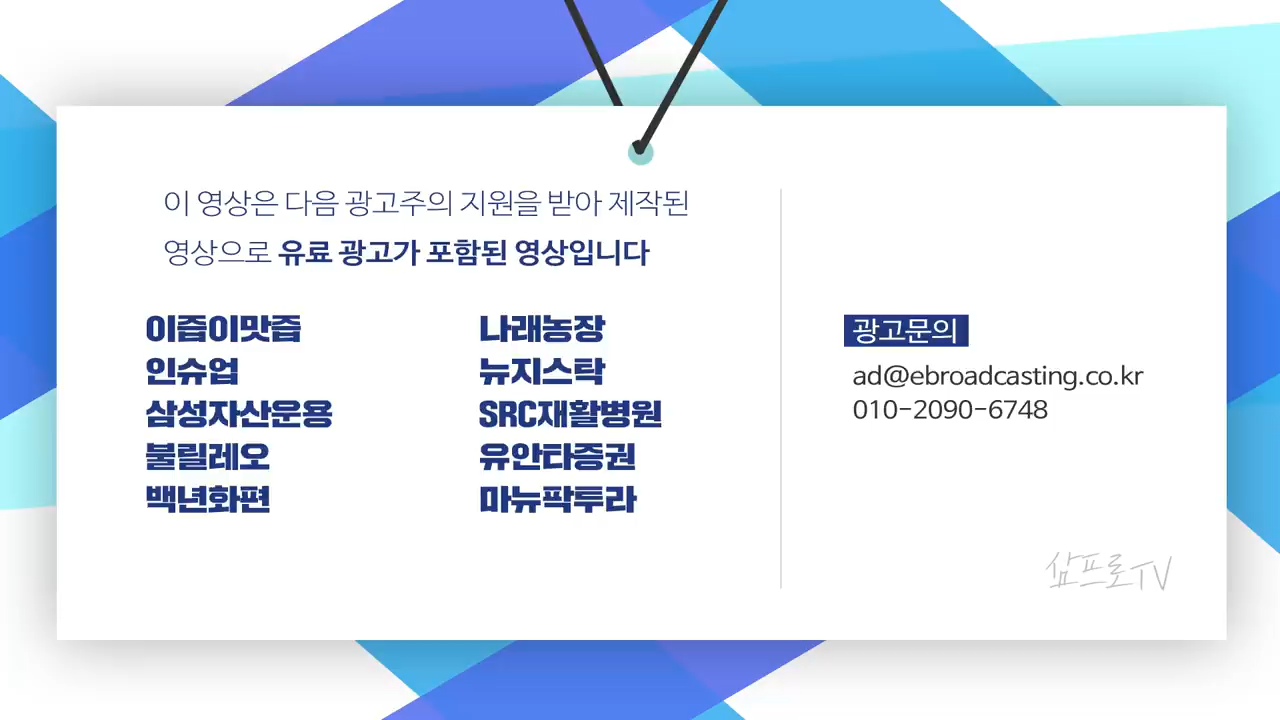 이 영상은 다음 광고주의 지원을 받아 제작된
영상으로 유료 광고가 포함된 영상입니다
이즙이맛즙
인슈업
삼성자산운용
불릴레오
백년화편
나래농장
뉴지스탁
SRC재활병원
유안타증권
마뉴팍투라
광고문의
ad@ebroadcasting.co.kr
010-2090-6748
삼프로TV